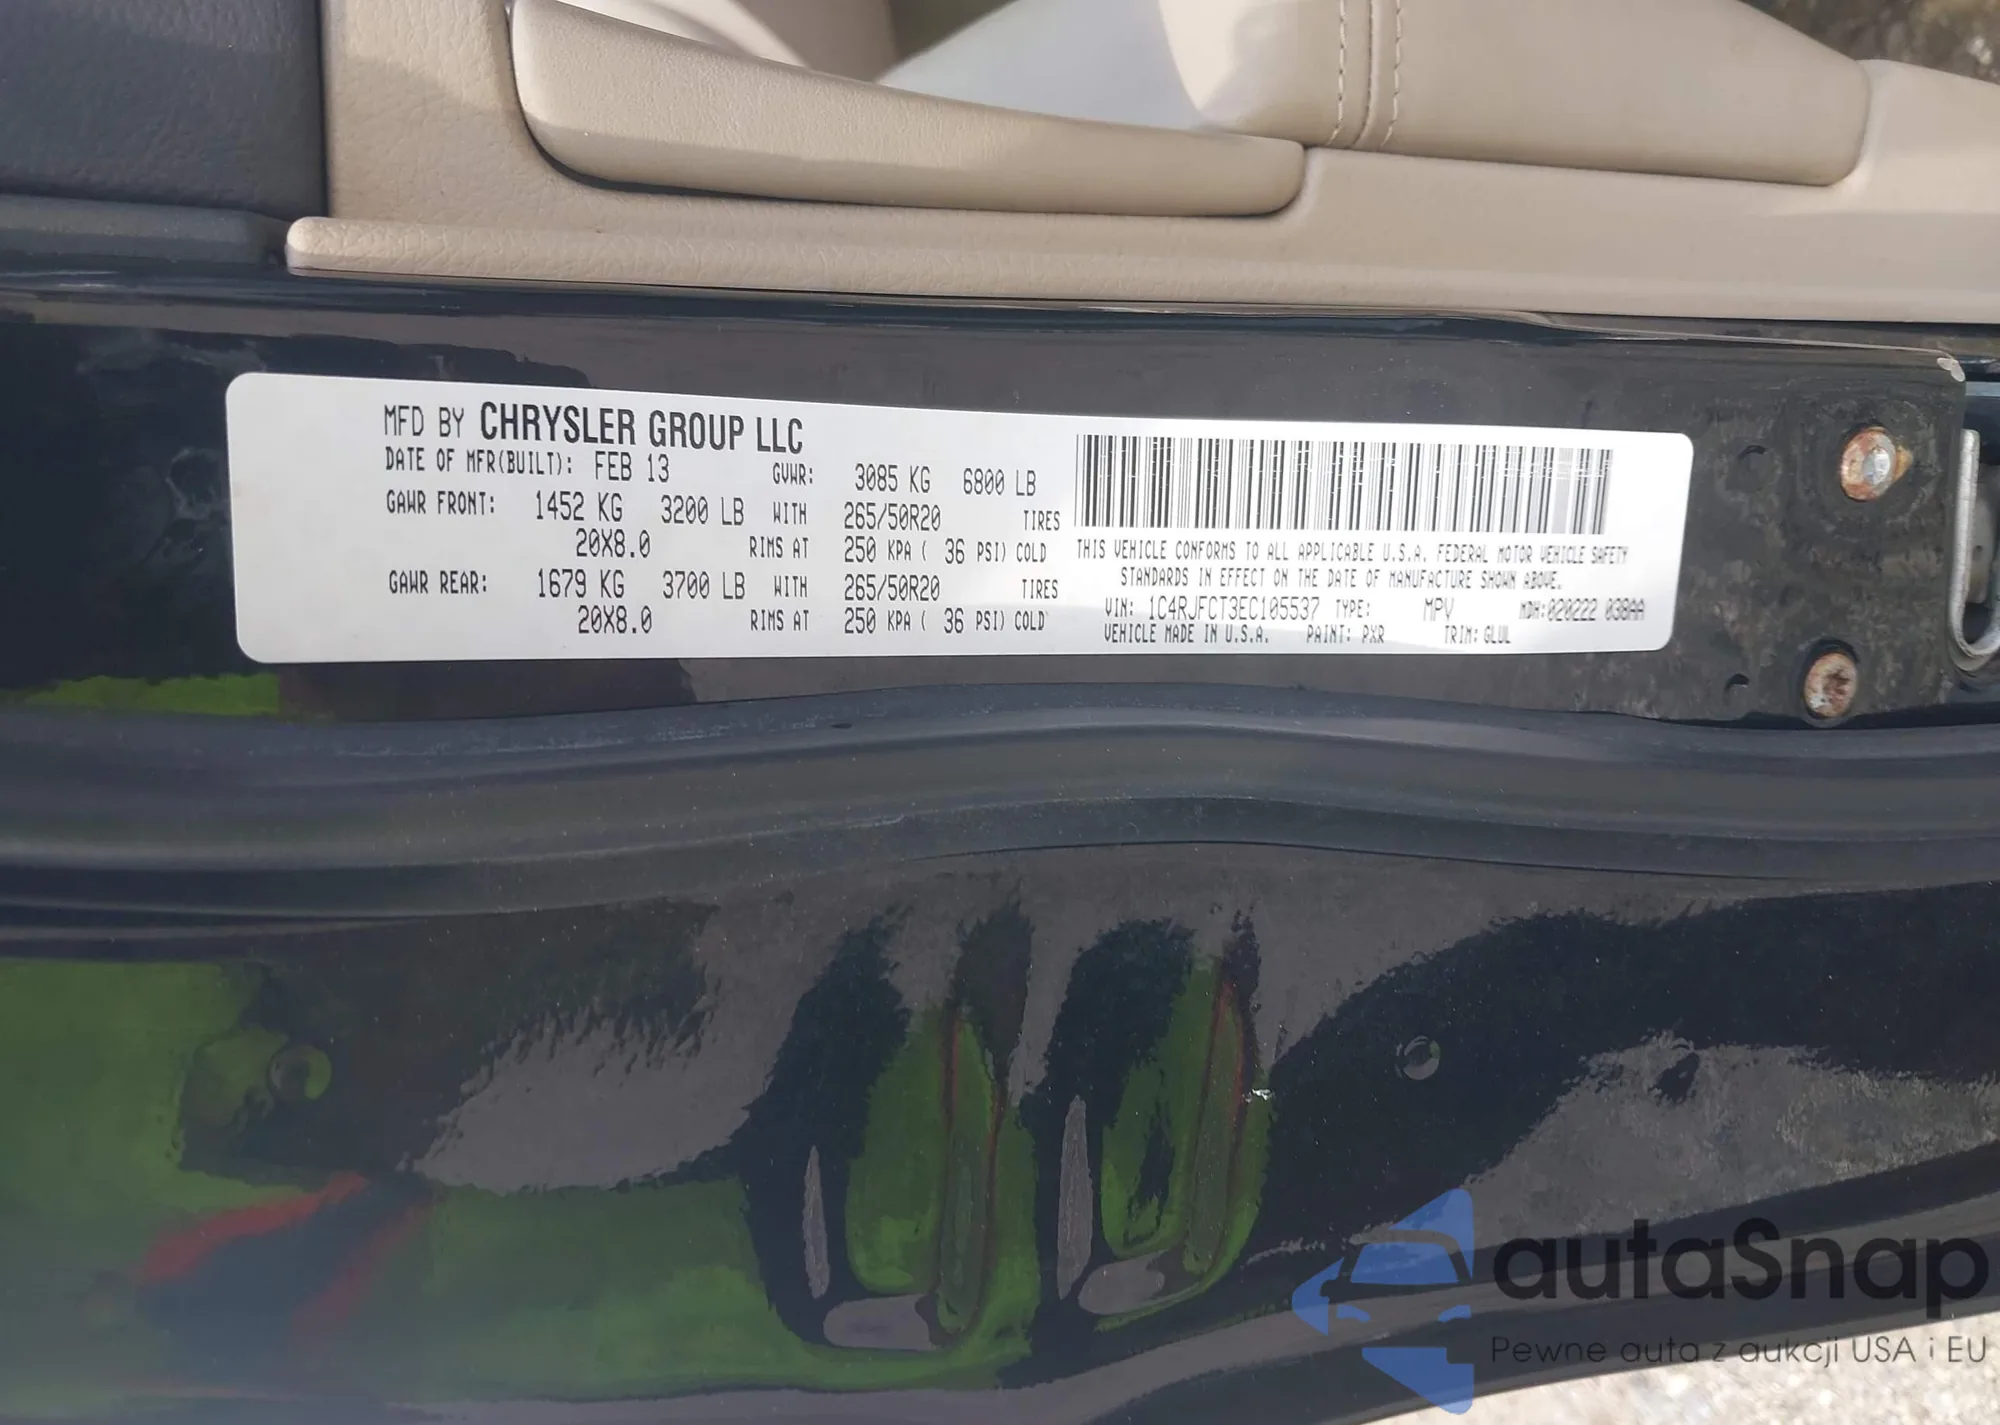 MFD BY CHRYSLER GROUP LLC
DATE OF MFR(BUILT): FEB 13 GVWR: 3085 KG 6800 LB
GAWR FRONT: 1452 KG 3200 LB WITH 265/50R20 TIRES
20X8.0 RIMS AT 250 KPA ( 36 PSI) COLD
GAWR REAR: 1679 KG 3700 LB WITH 265/50R20 TIRES
20X8.0 RIMS AT 250 KPA ( 36 PSI) COLD
THIS VEHICLE CONFORMS TO ALL APPLICABLE U.S.A. FEDERAL MOTOR VEHICLE SAFETY
STANDARDS IN EFFECT ON THE DATE OF MANUFACTURE SHOWN ABOVE.
VIN: 1C4RJFCT3EC105537 TYPE: MPV MDH:020222 038AA
VEHICLE MADE IN U.S.A. PAINT: PXR TRIM: GLUL
autaSnap
Pewne auta z aukcji USA i EU